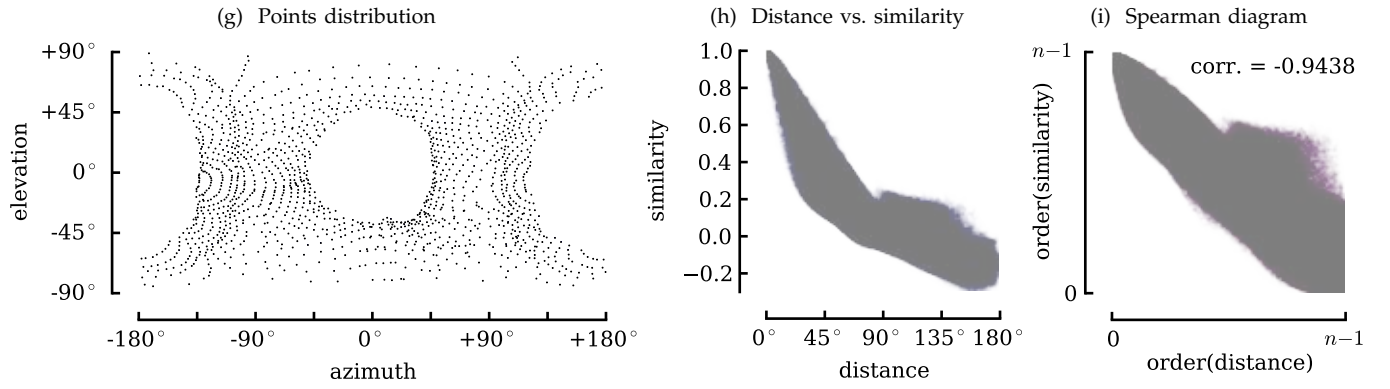 (g) Points distribution
+90°
+45°
0°
-45°
-90°
elevation
-180°
-90°
0°
+90°
+180°
azimuth
(h) Distance vs. similarity
1.0
0.8
0.6
0.4
0.2
0.0
−0.2
similarity
0°
45°
90°
135°
180°
distance
(i) Spearman diagram
n−1
corr. = -0.9438
order(similarity)
0
0
n−1
order(distance)